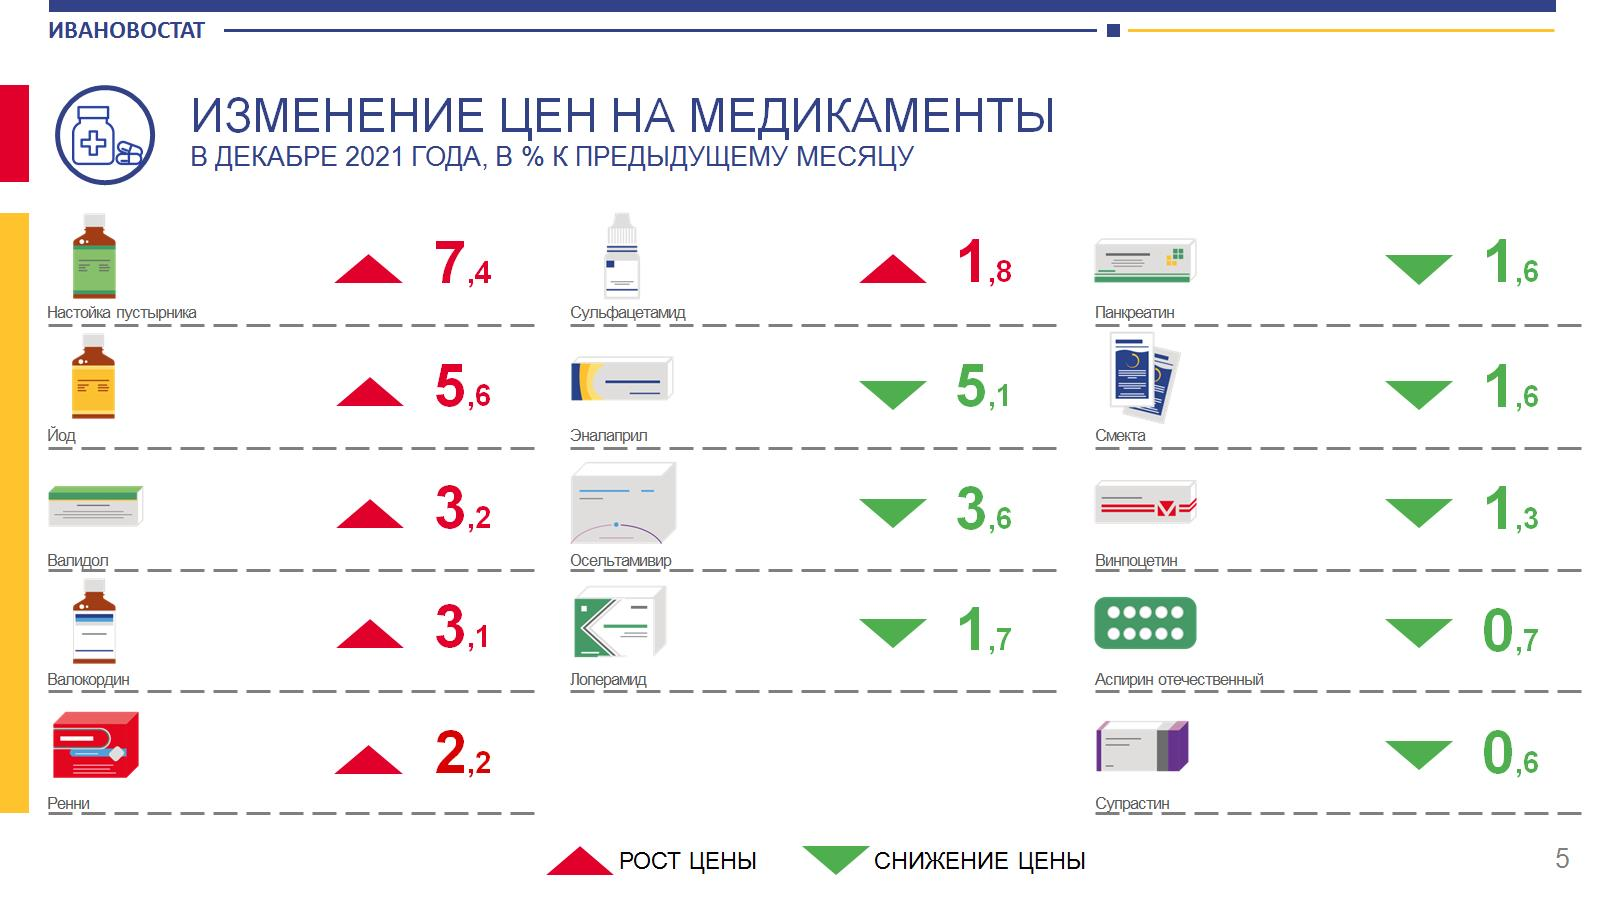 ИВАНОВОСТАТ
ИЗМЕНЕНИЕ ЦЕН НА МЕДИКАМЕНТЫ
В ДЕКАБРЕ 2021 ГОДА, В % К ПРЕДЫДУЩЕМУ МЕСЯЦУ
7,4
Настойка пустырника
5,6
Йод
3,2
Валидол
3,1
Валокордин
2,2
Ренни
1,8
Сульфацетамид
5,1
Эналаприл
3,6
Осельтамивир
1,7
Лоперамид
1,6
Панкреатин
1,6
Смекта
1,3
Винпоцетин
0,7
Аспирин отечественный
0,6
Супрастин
РОСТ ЦЕНЫ
СНИЖЕНИЕ ЦЕНЫ
5